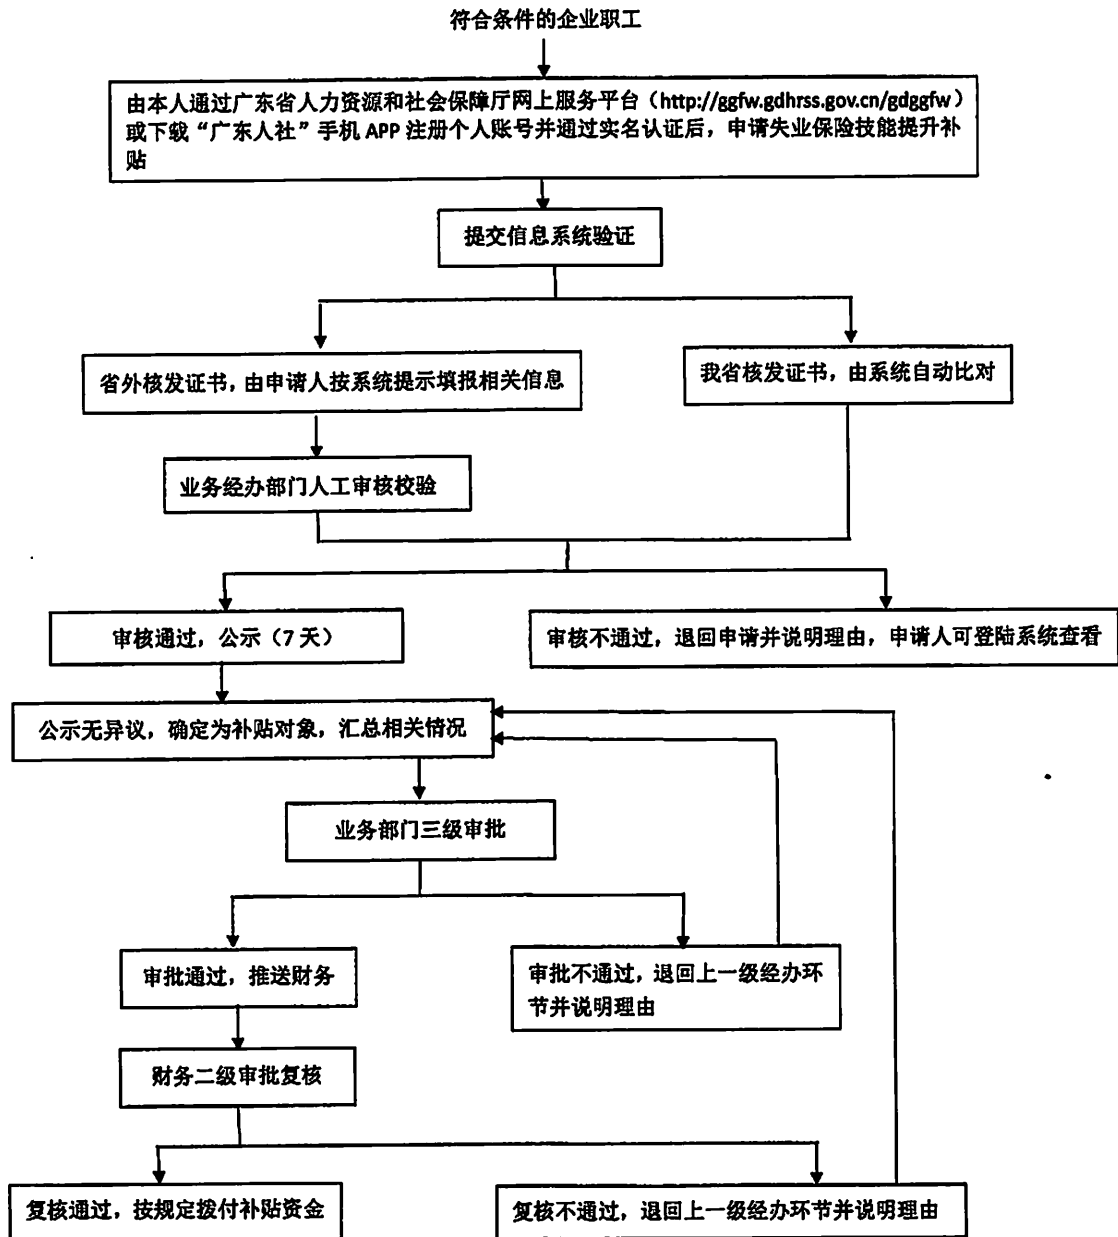 符合条件的企业职工
由本人通过广东省人力资源和社会保障厅网上服务平台（http://ggfw.gdhrss.gov.cn/gdggfw）
或下载“广东人社”手机 APP 注册个人账号并通过实名认证后，申请失业保险技能提升补
贴
提交信息系统验证
省外核发证书，由申请人按系统提示填报相关信息
我省核发证书，由系统自动比对
业务经办部门人工审核校验
审核通过，公示（7 天）
审核不通过，退回申请并说明理由，申请人可登陆系统查看
公示无异议，确定为补贴对象，汇总相关情况
业务部门三级审批
审批通过，推送财务
审批不通过，退回上一级经办环
节并说明理由
财务二级审批复核
复核通过，按规定拨付补贴资金
复核不通过，退回上一级经办环节并说明理由